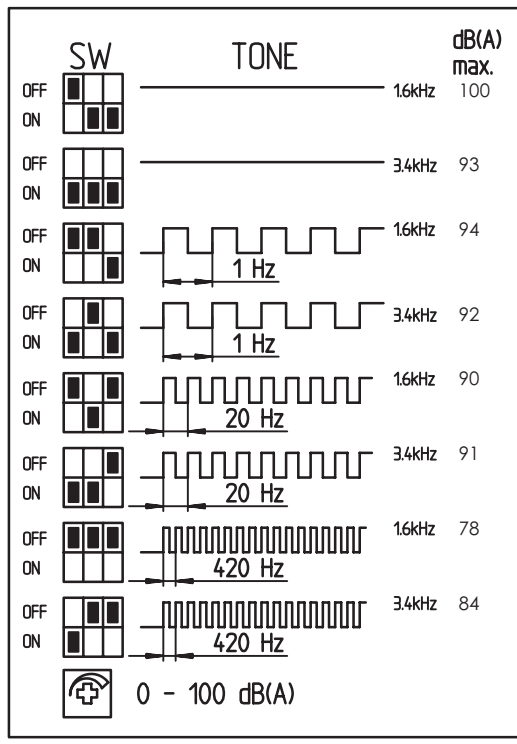 SW TONE dB(A) max.
OFF 1.6kHz 100
ON
OFF 3.4kHz 93
ON
OFF 1.6kHz 94
ON 1 Hz
OFF 3.4kHz 92
ON 1 Hz
OFF 1.6kHz 90
ON 20 Hz
OFF 3.4kHz 91
ON 20 Hz
OFF 1.6kHz 78
ON 420 Hz
OFF 3.4kHz 84
ON 420 Hz
0 - 100 dB(A)